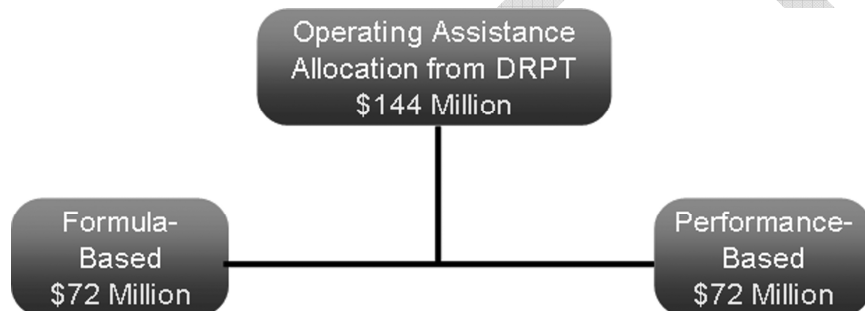 Operating Assistance
Allocation from DRPT
$144 Million
Formula-
Based
$72 Million
Performance-
Based
$72 Million